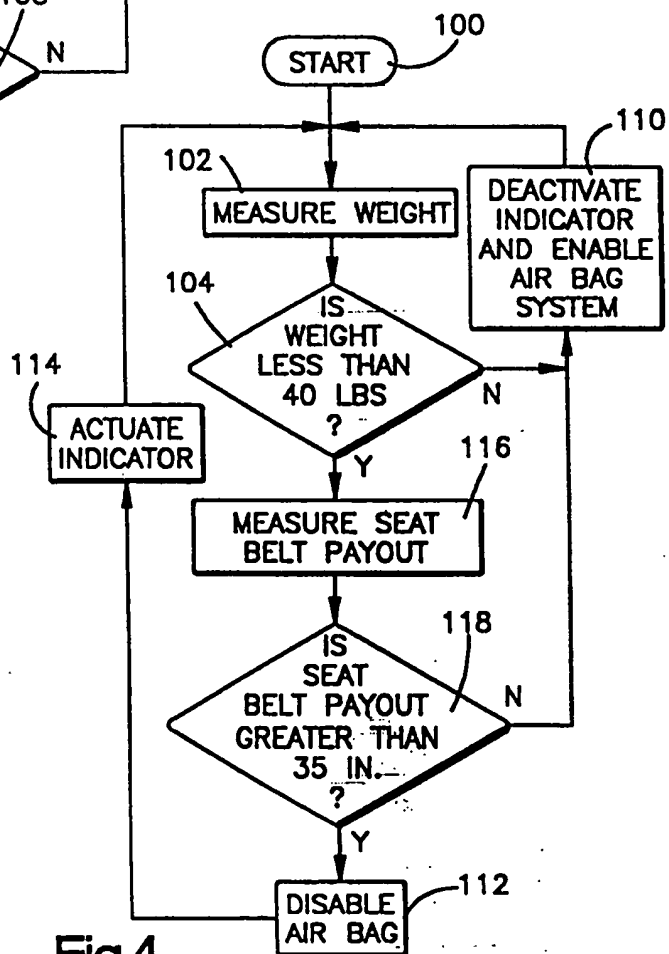 N
100
START
110
102
MEASURE WEIGHT
DEACTIVATE
INDICATOR
AND ENABLE
AIR BAG
SYSTEM
104
IS
WEIGHT
LESS THAN
40 LBS
?
N
Y
114
ACTUATE
INDICATOR
116
MEASURE SEAT
BELT PAYOUT
118
IS
SEAT
BELT PAYOUT
GREATER THAN
35 IN.
?
N
Y
112
DISABLE
AIR BAG
Fig.4